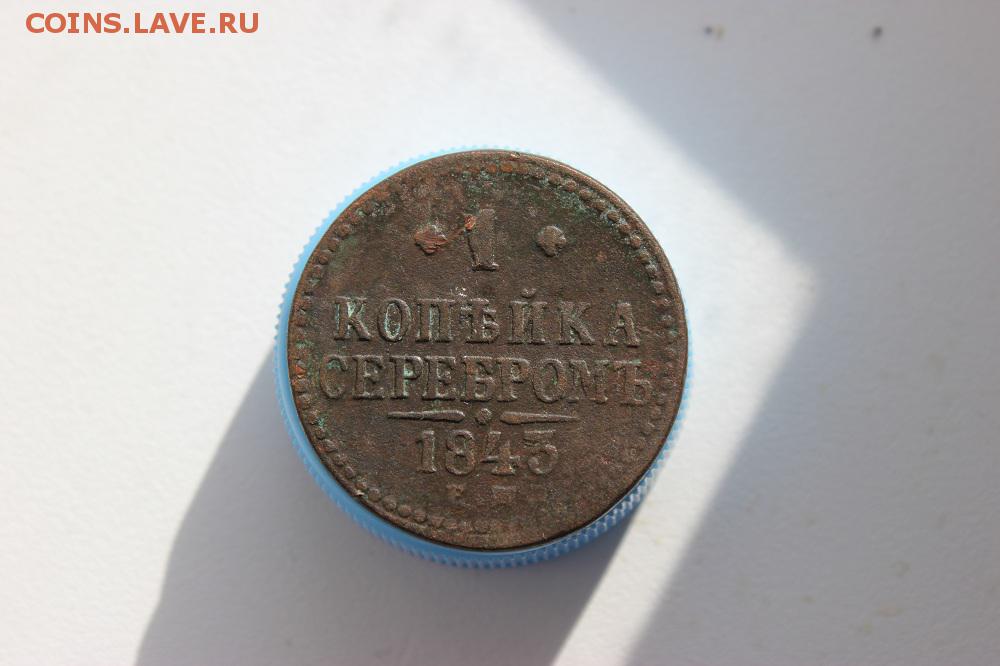 COINS.LAVE.RU
1
КОПѢЙКА
СЕРЕБРОМЪ
1843